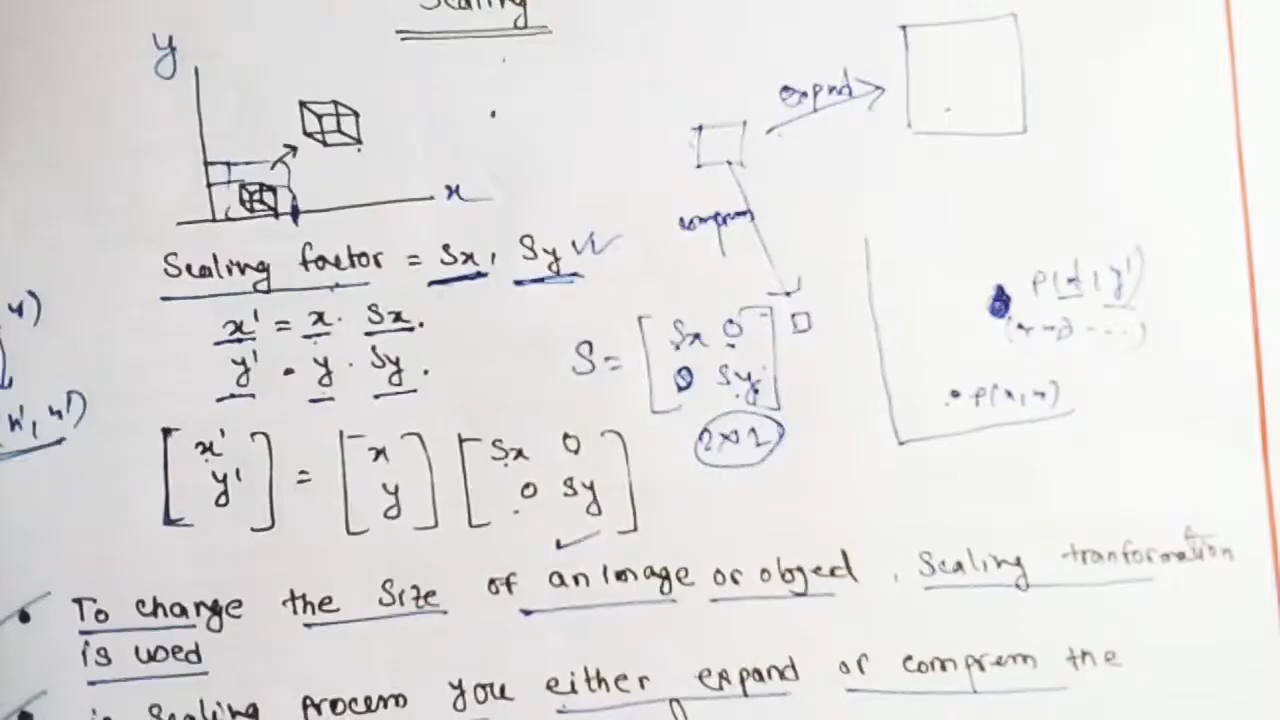 Scaling
y
expand
x
compress
Scaling factor = Sx, Sy
x' = x . Sx.
y' = y . Sy.
S = [ Sx 0
0 Sy ]
2x2
P(x', y')
P(x, y)
[ x' ] = [ x ] [ Sx 0 ]
[ y' ] [ y ] [ 0 Sy ]
• To change the size of an image or object, Scaling tranformation
is used
• in scaling process you either expand or compress the